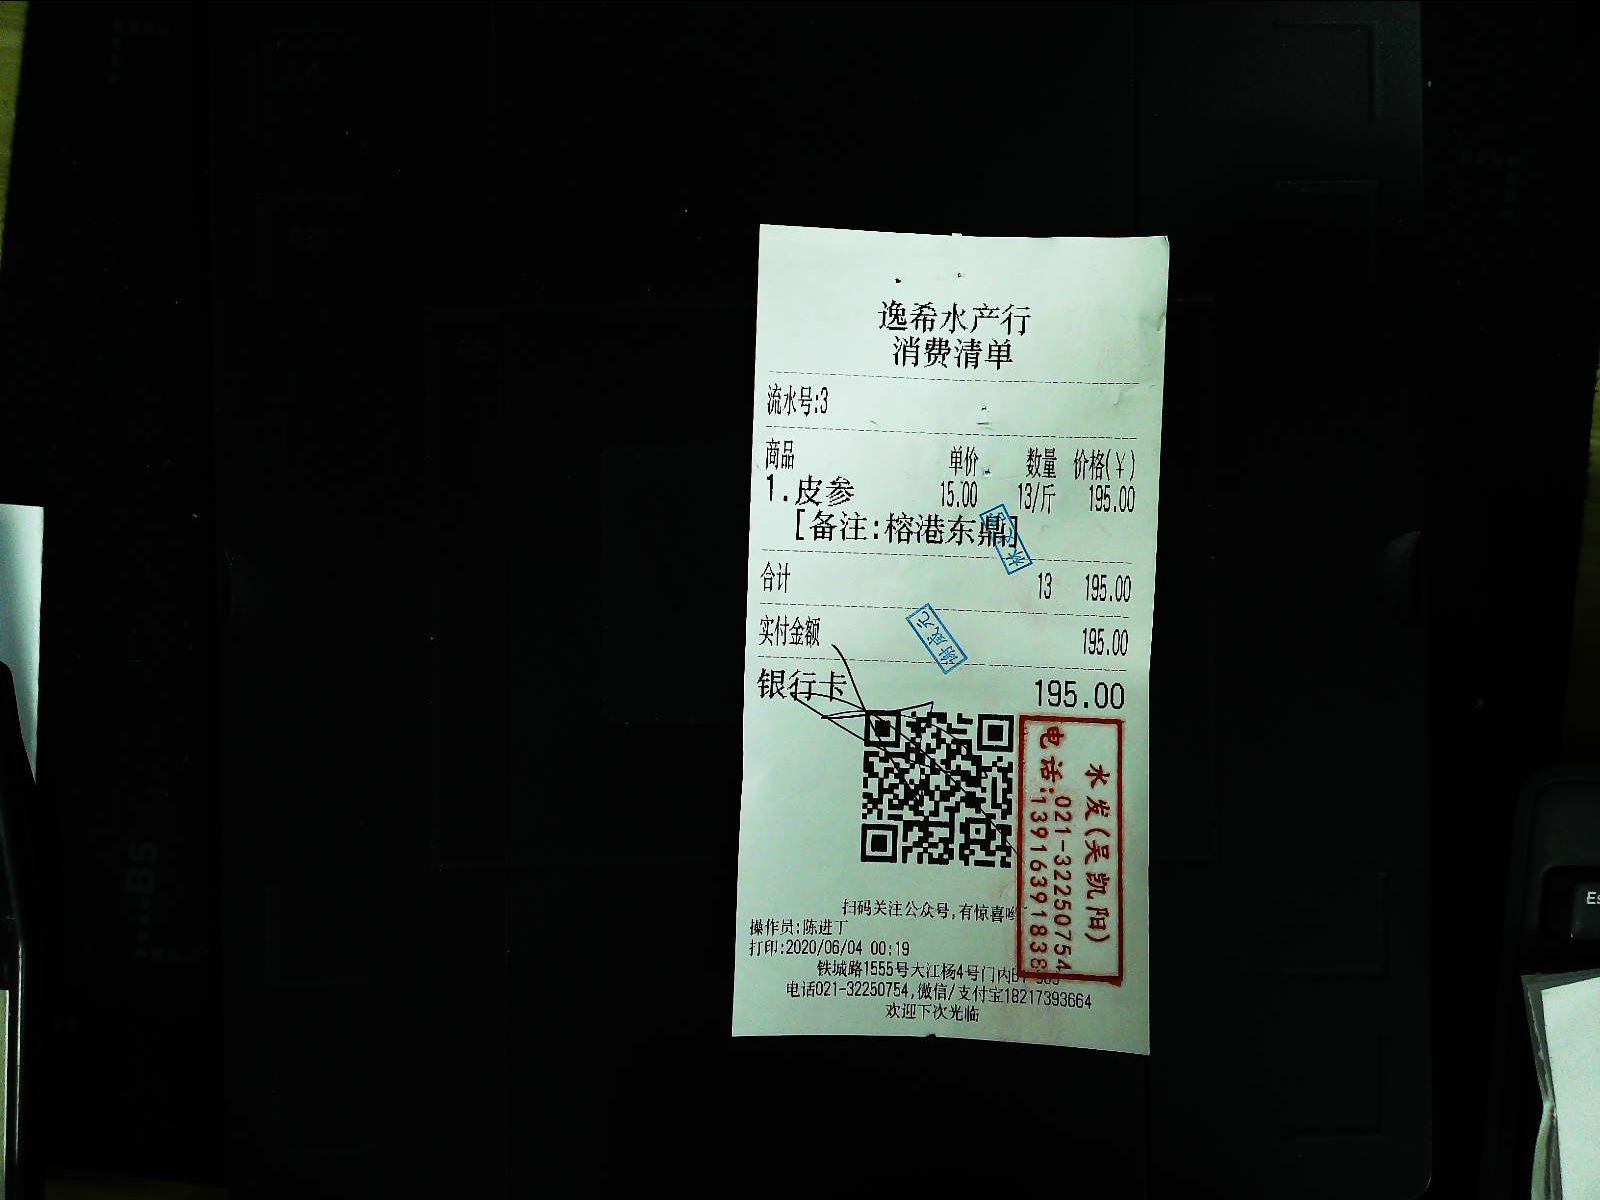 逸希水产行
消费清单
流水号:3
商品 单价 数量 价格(¥)
1.皮参 15.00 13/斤 195.00
[备注:榕港东鼎]
合计 13 195.00
实付金额 195.00
银行卡 195.00
水发(吴凯阳)
电话:021-32250754
13916391838
扫码关注公众号,有惊喜哟
操作员:陈进丁
打印:2020/06/04 00:19
铁城路1555号大江杨4号门内
电话021-32250754,微信/支付宝18217393664
欢迎下次光临
谢咸元
B5